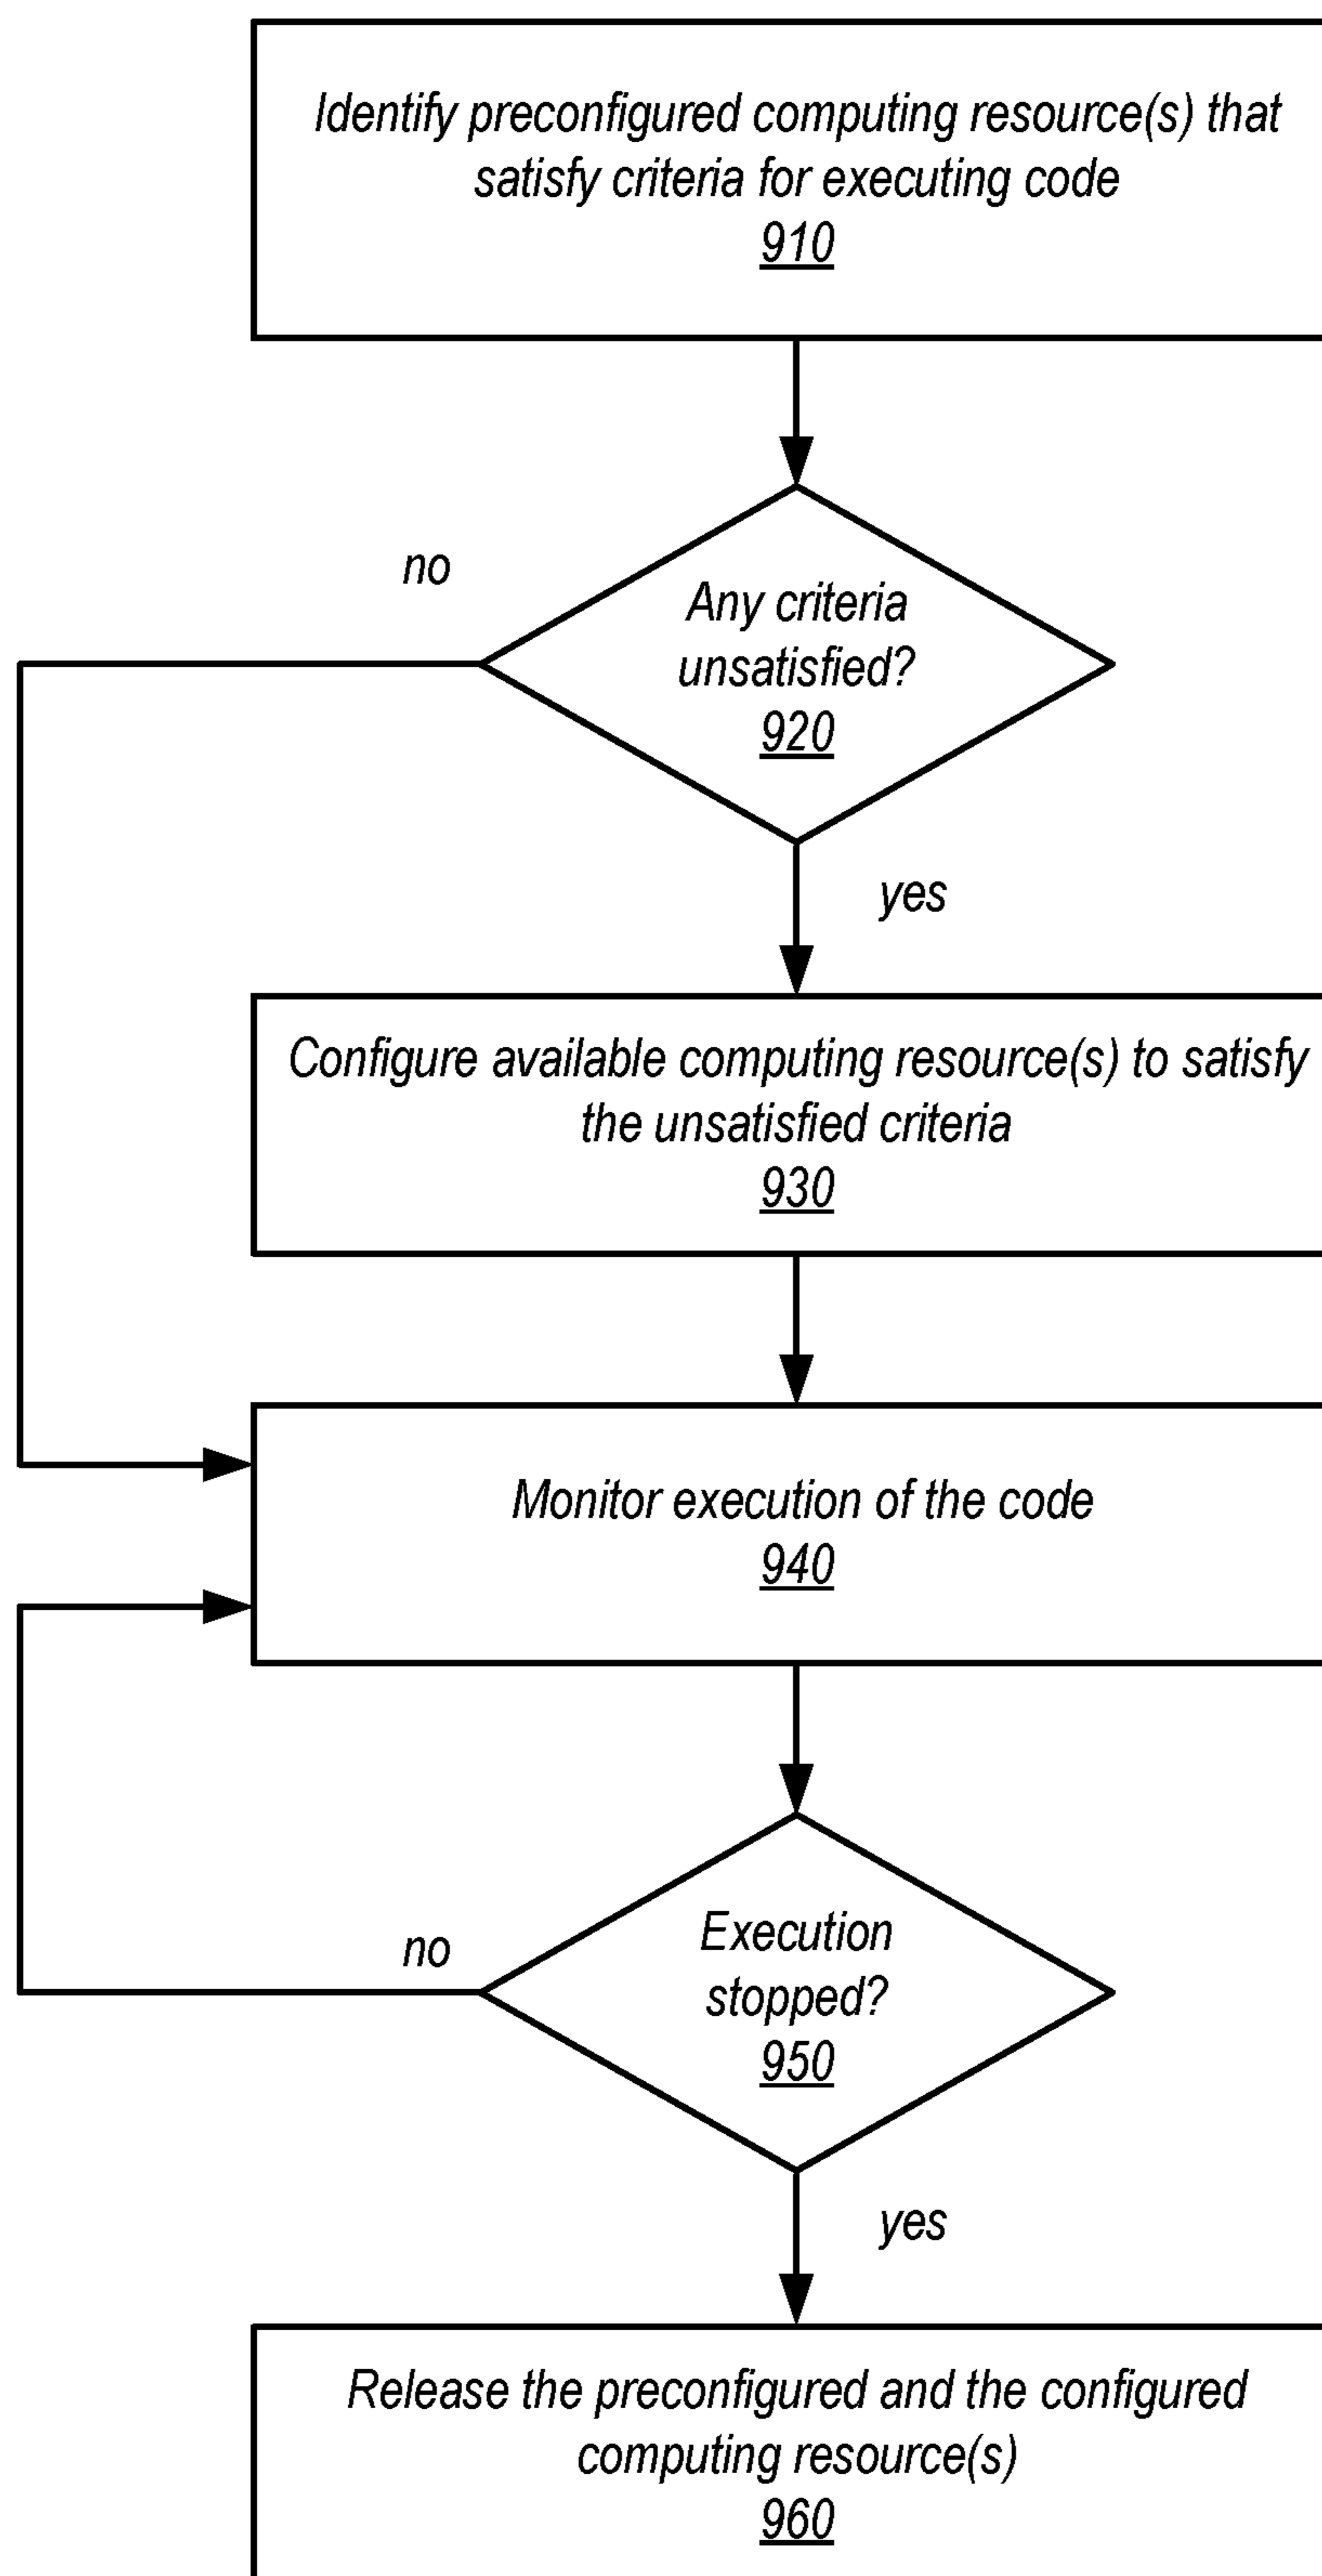 Identify preconfigured computing resource(s) that
satisfy criteria for executing code
910
no
Any criteria
unsatisfied?
920
yes
Configure available computing resource(s) to satisfy
the unsatisfied criteria
930
Monitor execution of the code
940
no
Execution
stopped?
950
yes
Release the preconfigured and the configured
computing resource(s)
960